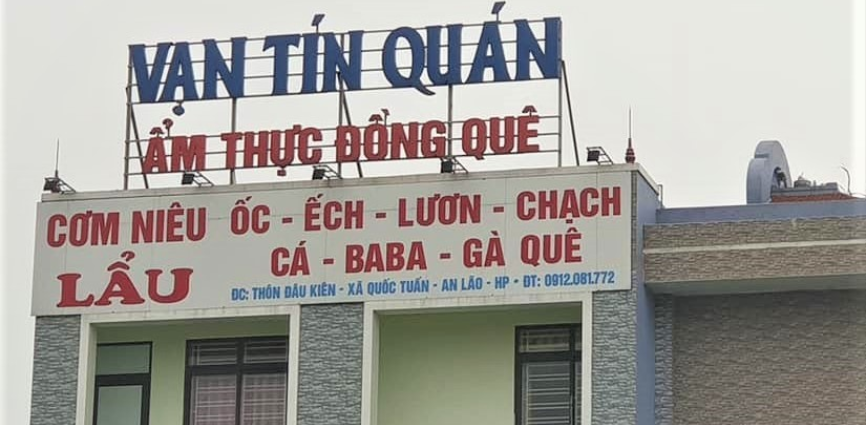 VẠN TÍN QUÁN
ẨM THỰC ĐỒNG QUÊ
CƠM NIÊU ỐC - ẾCH - LƯƠN - CHẠCH
LẨU CÁ - BABA - GÀ QUÊ
ĐC: THÔN ĐÂU KIÊN - XÃ QUỐC TUẤN - AN LÃO - HP • ĐT: 0912.081.772